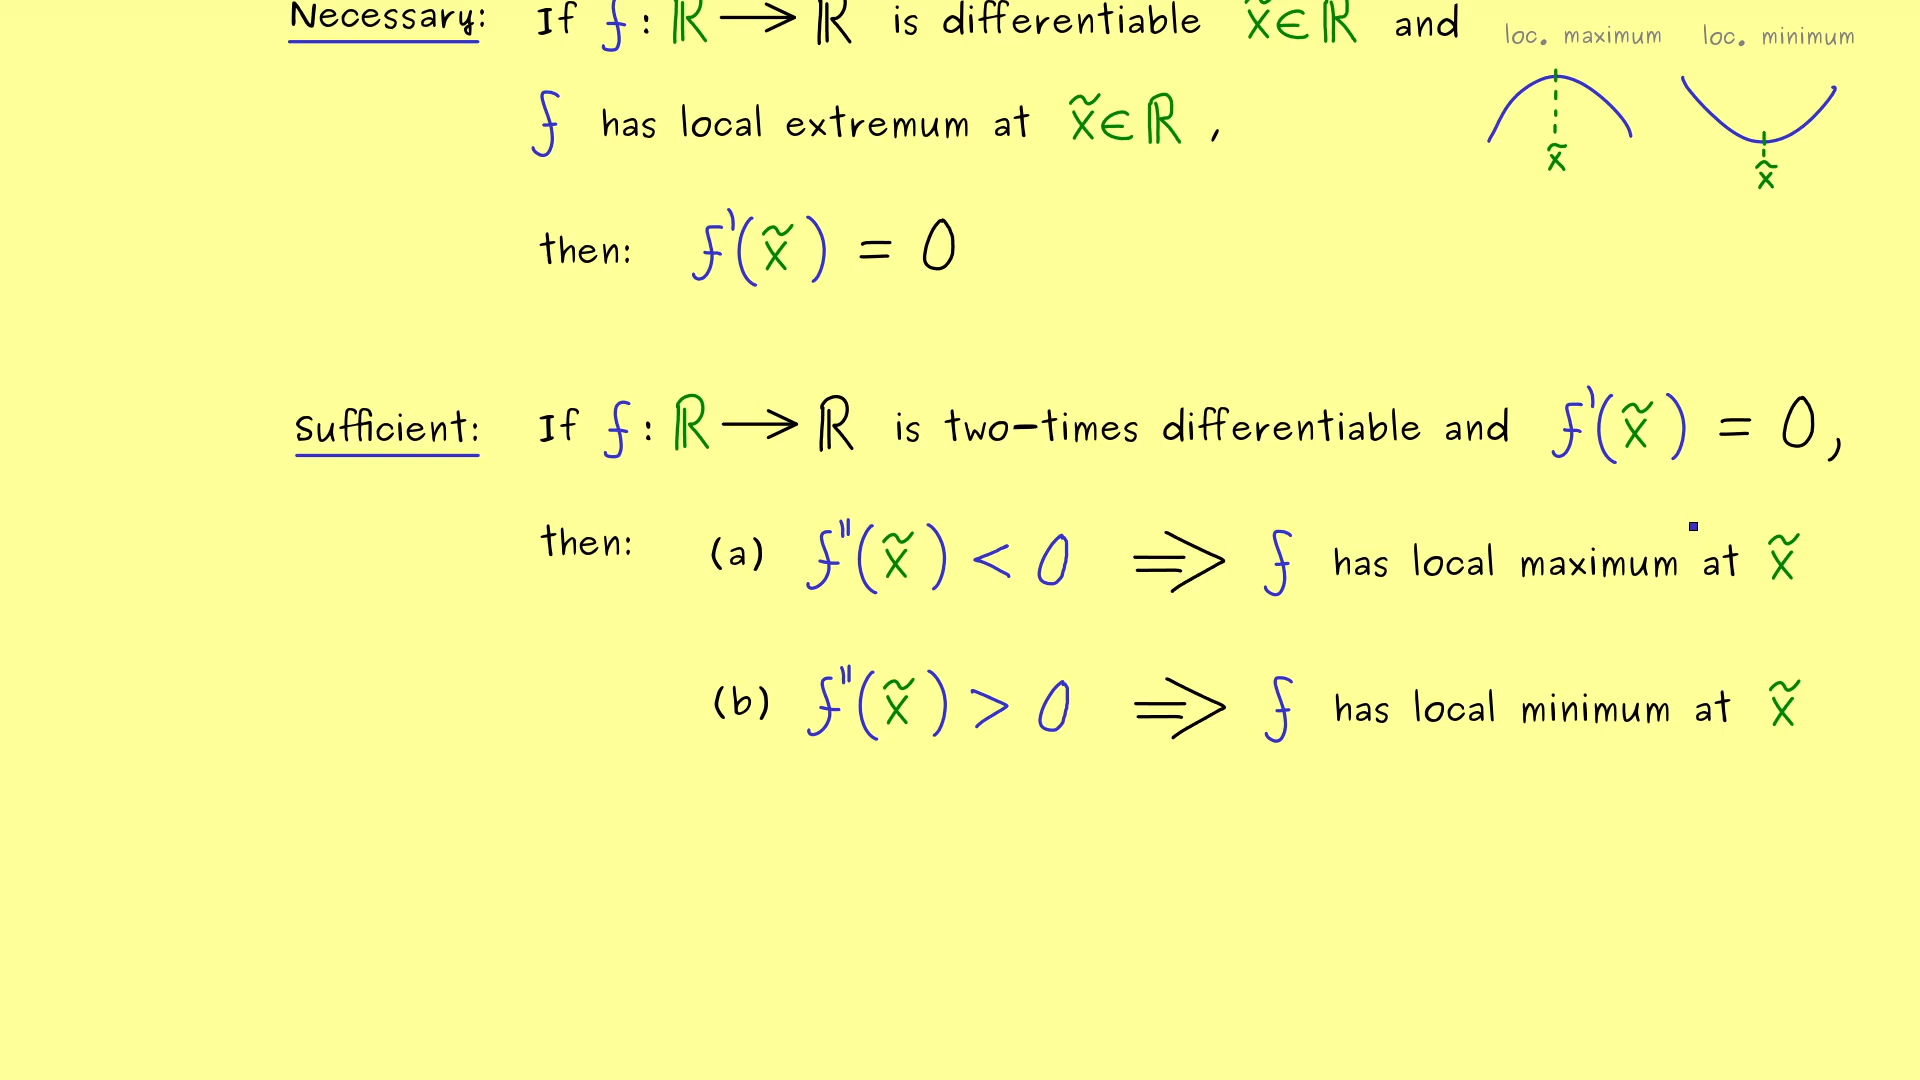 Necessary: If f: ℝ ⟶ ℝ is differentiable x̃ ∈ ℝ and
loc. maximum loc. minimum
f has local extremum at x̃ ∈ ℝ ,
x̃ x̃
then: f'(x̃) = 0
Sufficient: If f: ℝ ⟶ ℝ is two-times differentiable and f'(x̃) = 0,
then: (a) f''(x̃) < 0 ⟹ f has local maximum at x̃
(b) f''(x̃) > 0 ⟹ f has local minimum at x̃